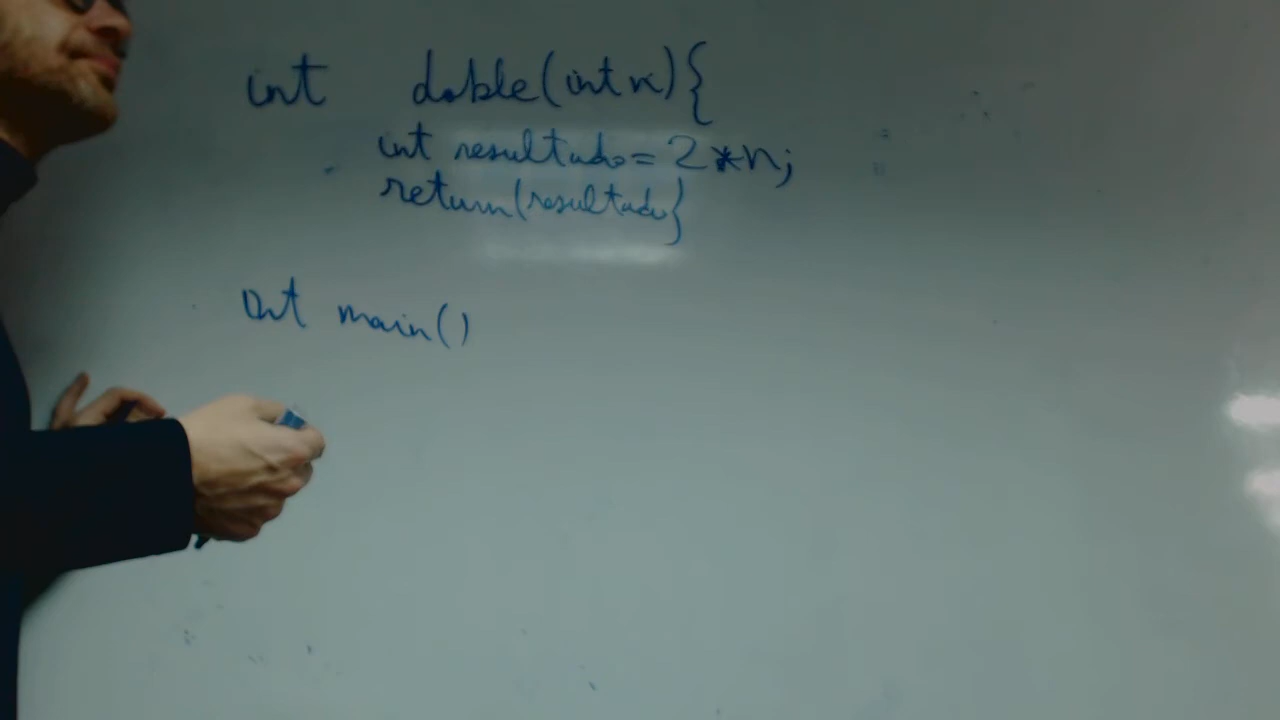 int doble(int n){
int resultado=2*n;
return(resultado}
int main()